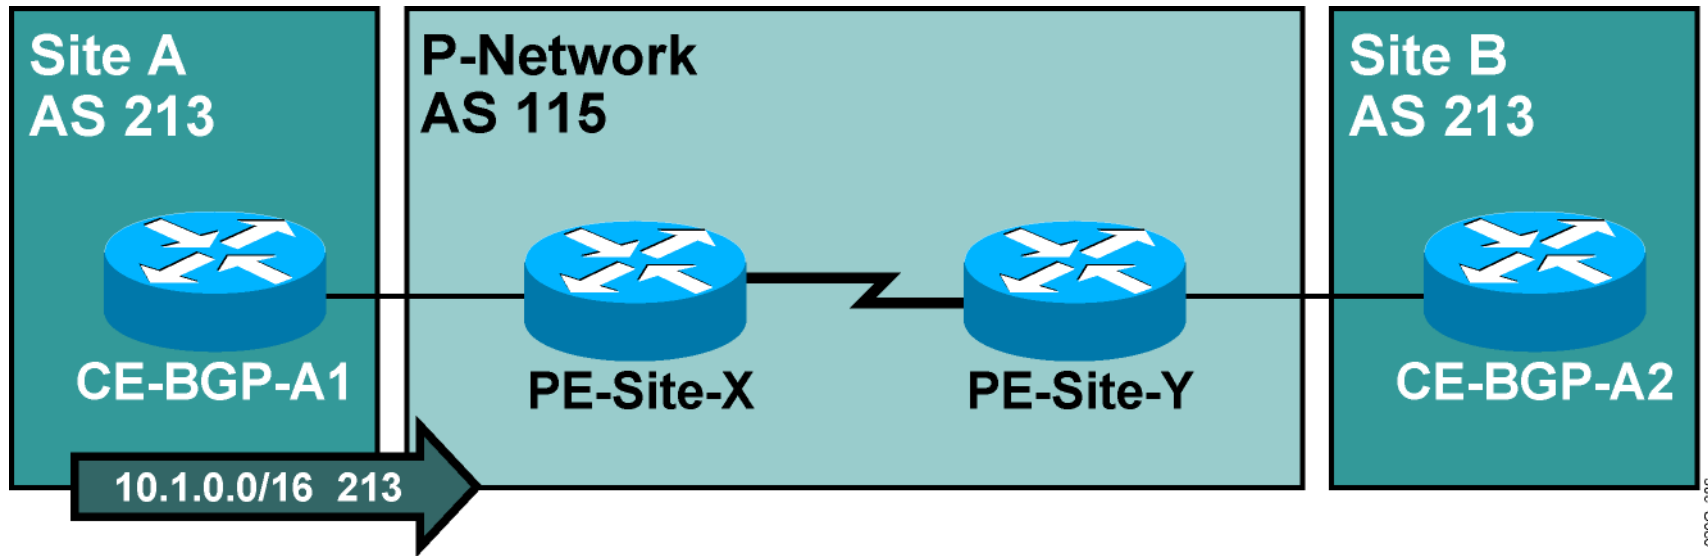 Site A
AS 213
P-Network
AS 115
Site B
AS 213
CE-BGP-A1
PE-Site-X
PE-Site-Y
CE-BGP-A2
10.1.0.0/16 213